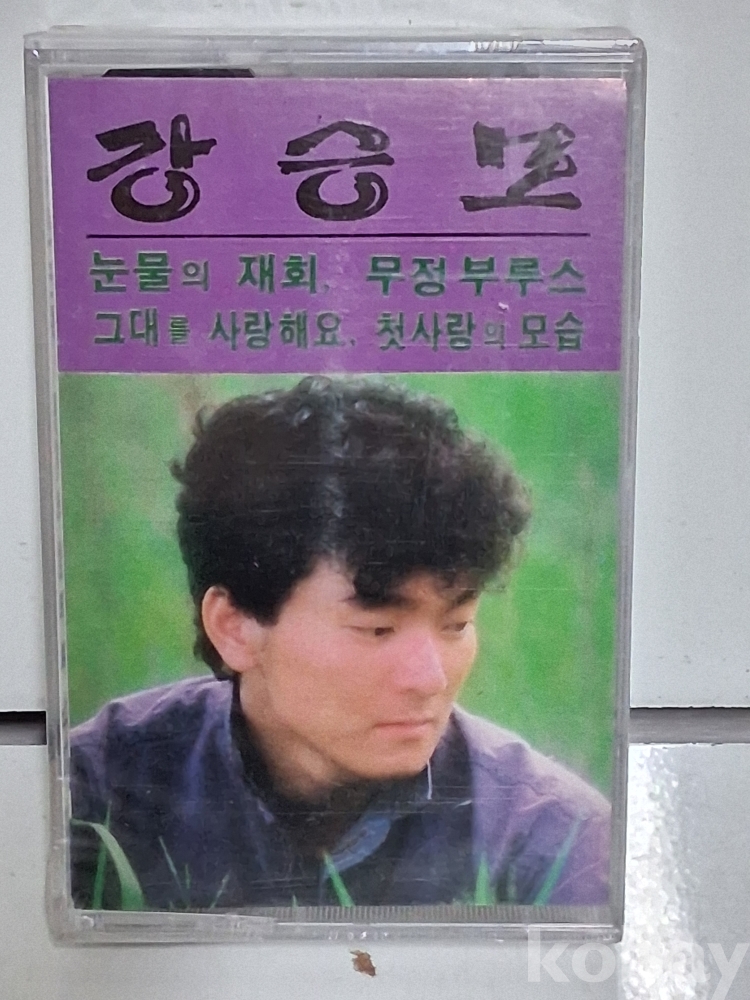 강승모
눈물의 재회, 무정부루스
그대를 사랑해요, 첫사랑의 모습
konny